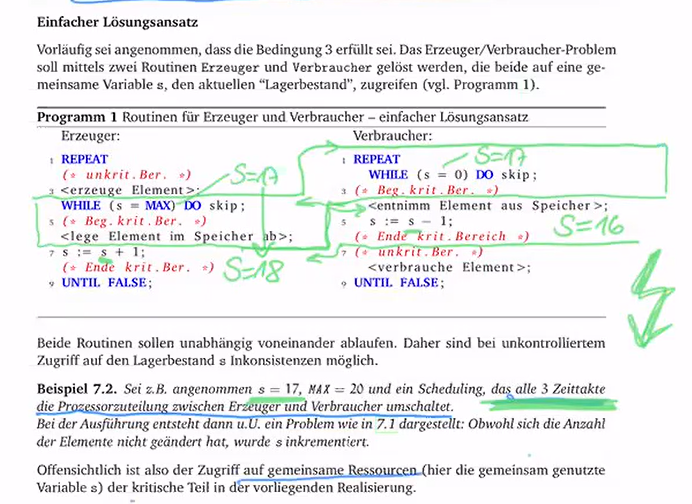 Einfacher Lösungsansatz
Vorläufig sei angenommen, dass die Bedingung 3 erfüllt sei. Das Erzeuger/Verbraucher-Problem
soll mittels zwei Routinen Erzeuger und Verbraucher gelöst werden, die beide auf eine ge-
meinsame Variable s, den aktuellen “Lagerbestand”, zugreifen (vgl. Programm 1).
Programm 1 Routinen für Erzeuger und Verbraucher – einfacher Lösungsansatz
Erzeuger:
1 REPEAT
(* unkrit.Ber. *)
3 <erzeuge Element>;
WHILE (s = MAX) DO skip;
5 (* Beg.krit.Ber. *)
<lege Element im Speicher ab>;
7 s := s + 1;
(* Ende krit.Ber. *)
9 UNTIL FALSE;
S=17
S=18
Verbraucher:
1 REPEAT
WHILE (s = 0) DO skip;
3 (* Beg.krit.Ber. *)
<entnimm Element aus Speicher>;
5 s := s − 1;
(* Ende krit.Bereich *)
7 (* unkrit.Ber. *)
<verbrauche Element>;
9 UNTIL FALSE;
S=17
S=16
Beide Routinen sollen unabhängig voneinander ablaufen. Daher sind bei unkontrolliertem
Zugriff auf den Lagerbestand s Inkonsistenzen möglich.
Beispiel 7.2. Sei z.B. angenommen s = 17, MAX = 20 und ein Scheduling, das alle 3 Zeittakte
die Prozessorzuteilung zwischen Erzeuger und Verbraucher umschaltet.
Bei der Ausführung entsteht dann u.U. ein Problem wie in 7.1 dargestellt: Obwohl sich die Anzahl
der Elemente nicht geändert hat, wurde s inkrementiert.
Offensichtlich ist also der Zugriff auf gemeinsame Ressourcen (hier die gemeinsam genutzte
Variable s) der kritische Teil in der vorliegenden Realisierung.